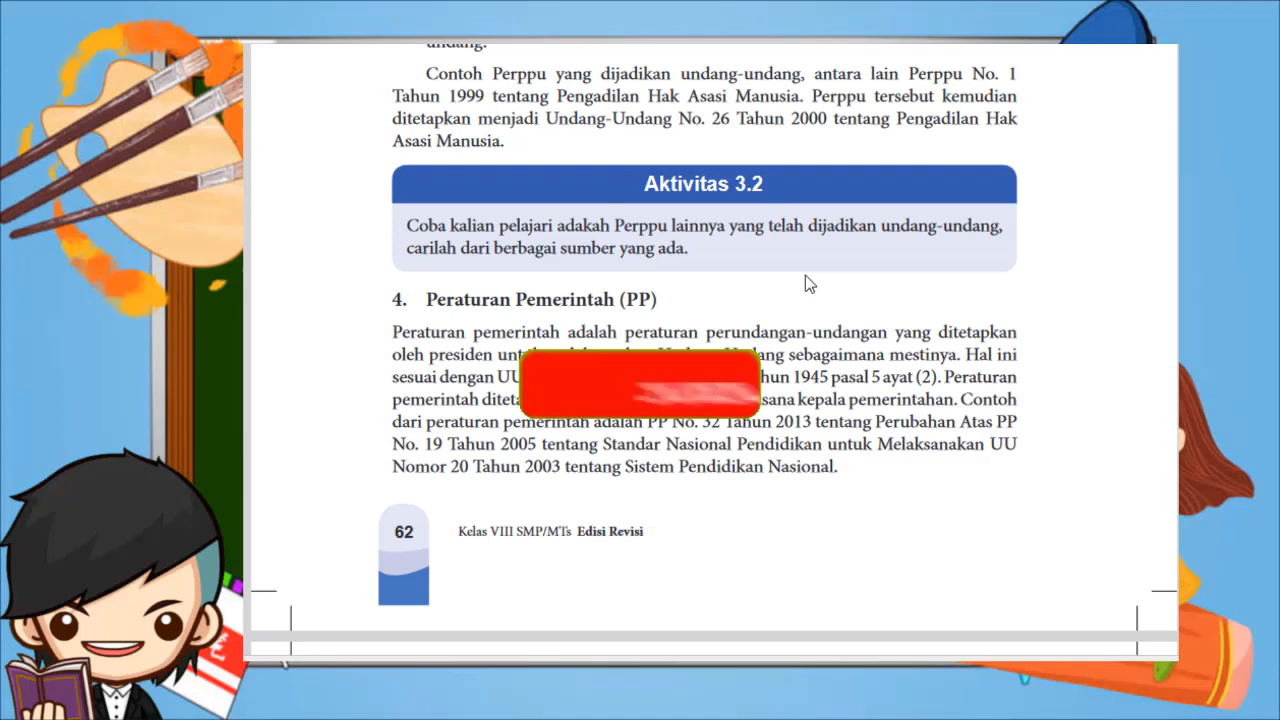 undang.
Contoh Perppu yang dijadikan undang-undang, antara lain Perppu No. 1
Tahun 1999 tentang Pengadilan Hak Asasi Manusia. Perppu tersebut kemudian
ditetapkan menjadi Undang-Undang No. 26 Tahun 2000 tentang Pengadilan Hak
Asasi Manusia.
Aktivitas 3.2
Coba kalian pelajari adakah Perppu lainnya yang telah dijadikan undang-undang,
carilah dari berbagai sumber yang ada.
4. Peraturan Pemerintah (PP)
Peraturan pemerintah adalah peraturan perundangan-undangan yang ditetapkan
oleh presiden sebagaimana mestinya. Hal ini
sesuai dengan 1945 pasal 5 ayat (2). Peraturan
pemerintah kepala pemerintahan. Contoh
dari peraturan pemerintah adalah PP No. 32 Tahun 2013 tentang Perubahan Atas PP
No. 19 Tahun 2005 tentang Standar Nasional Pendidikan untuk Melaksanakan UU
Nomor 20 Tahun 2003 tentang Sistem Pendidikan Nasional.
62 Kelas VIII SMP/MTs Edisi Revisi